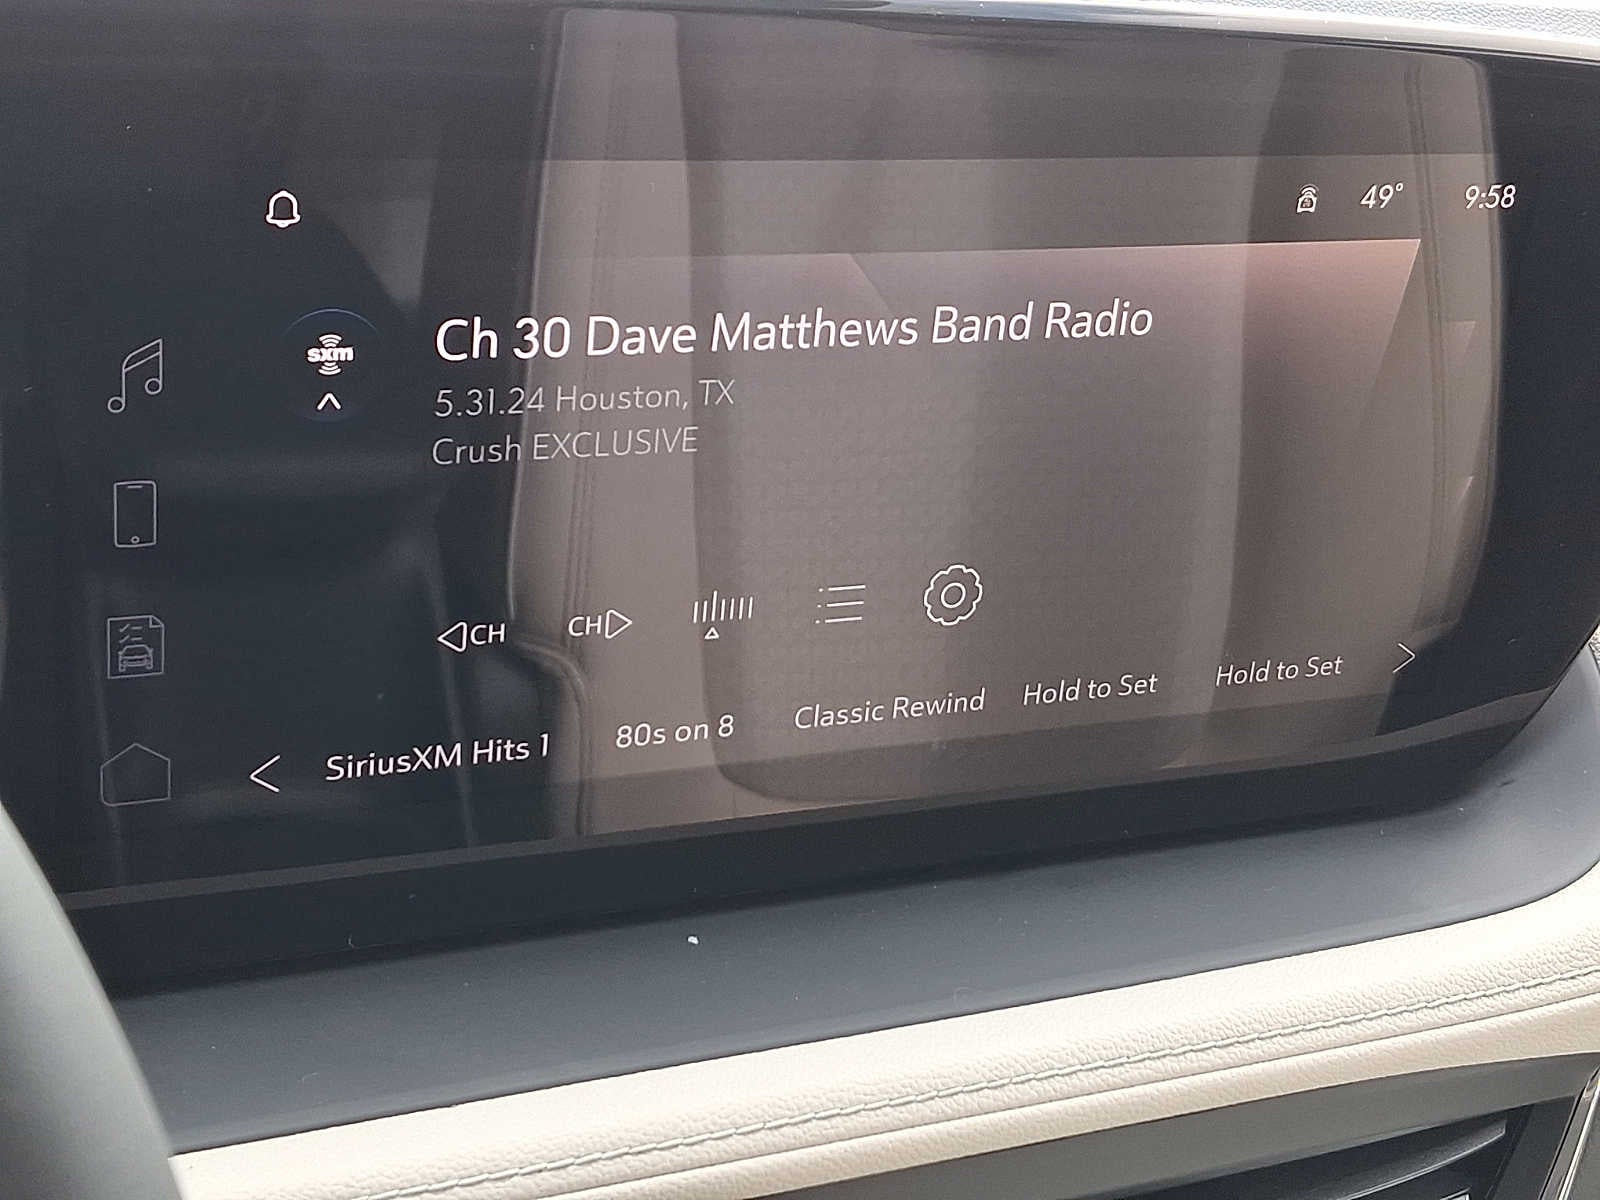 49° 9:58
sxm
Ch 30 Dave Matthews Band Radio
5.31.24 Houston, TX
Crush EXCLUSIVE
CH CH
SiriusXM Hits 1 80s on 8 Classic Rewind Hold to Set Hold to Set